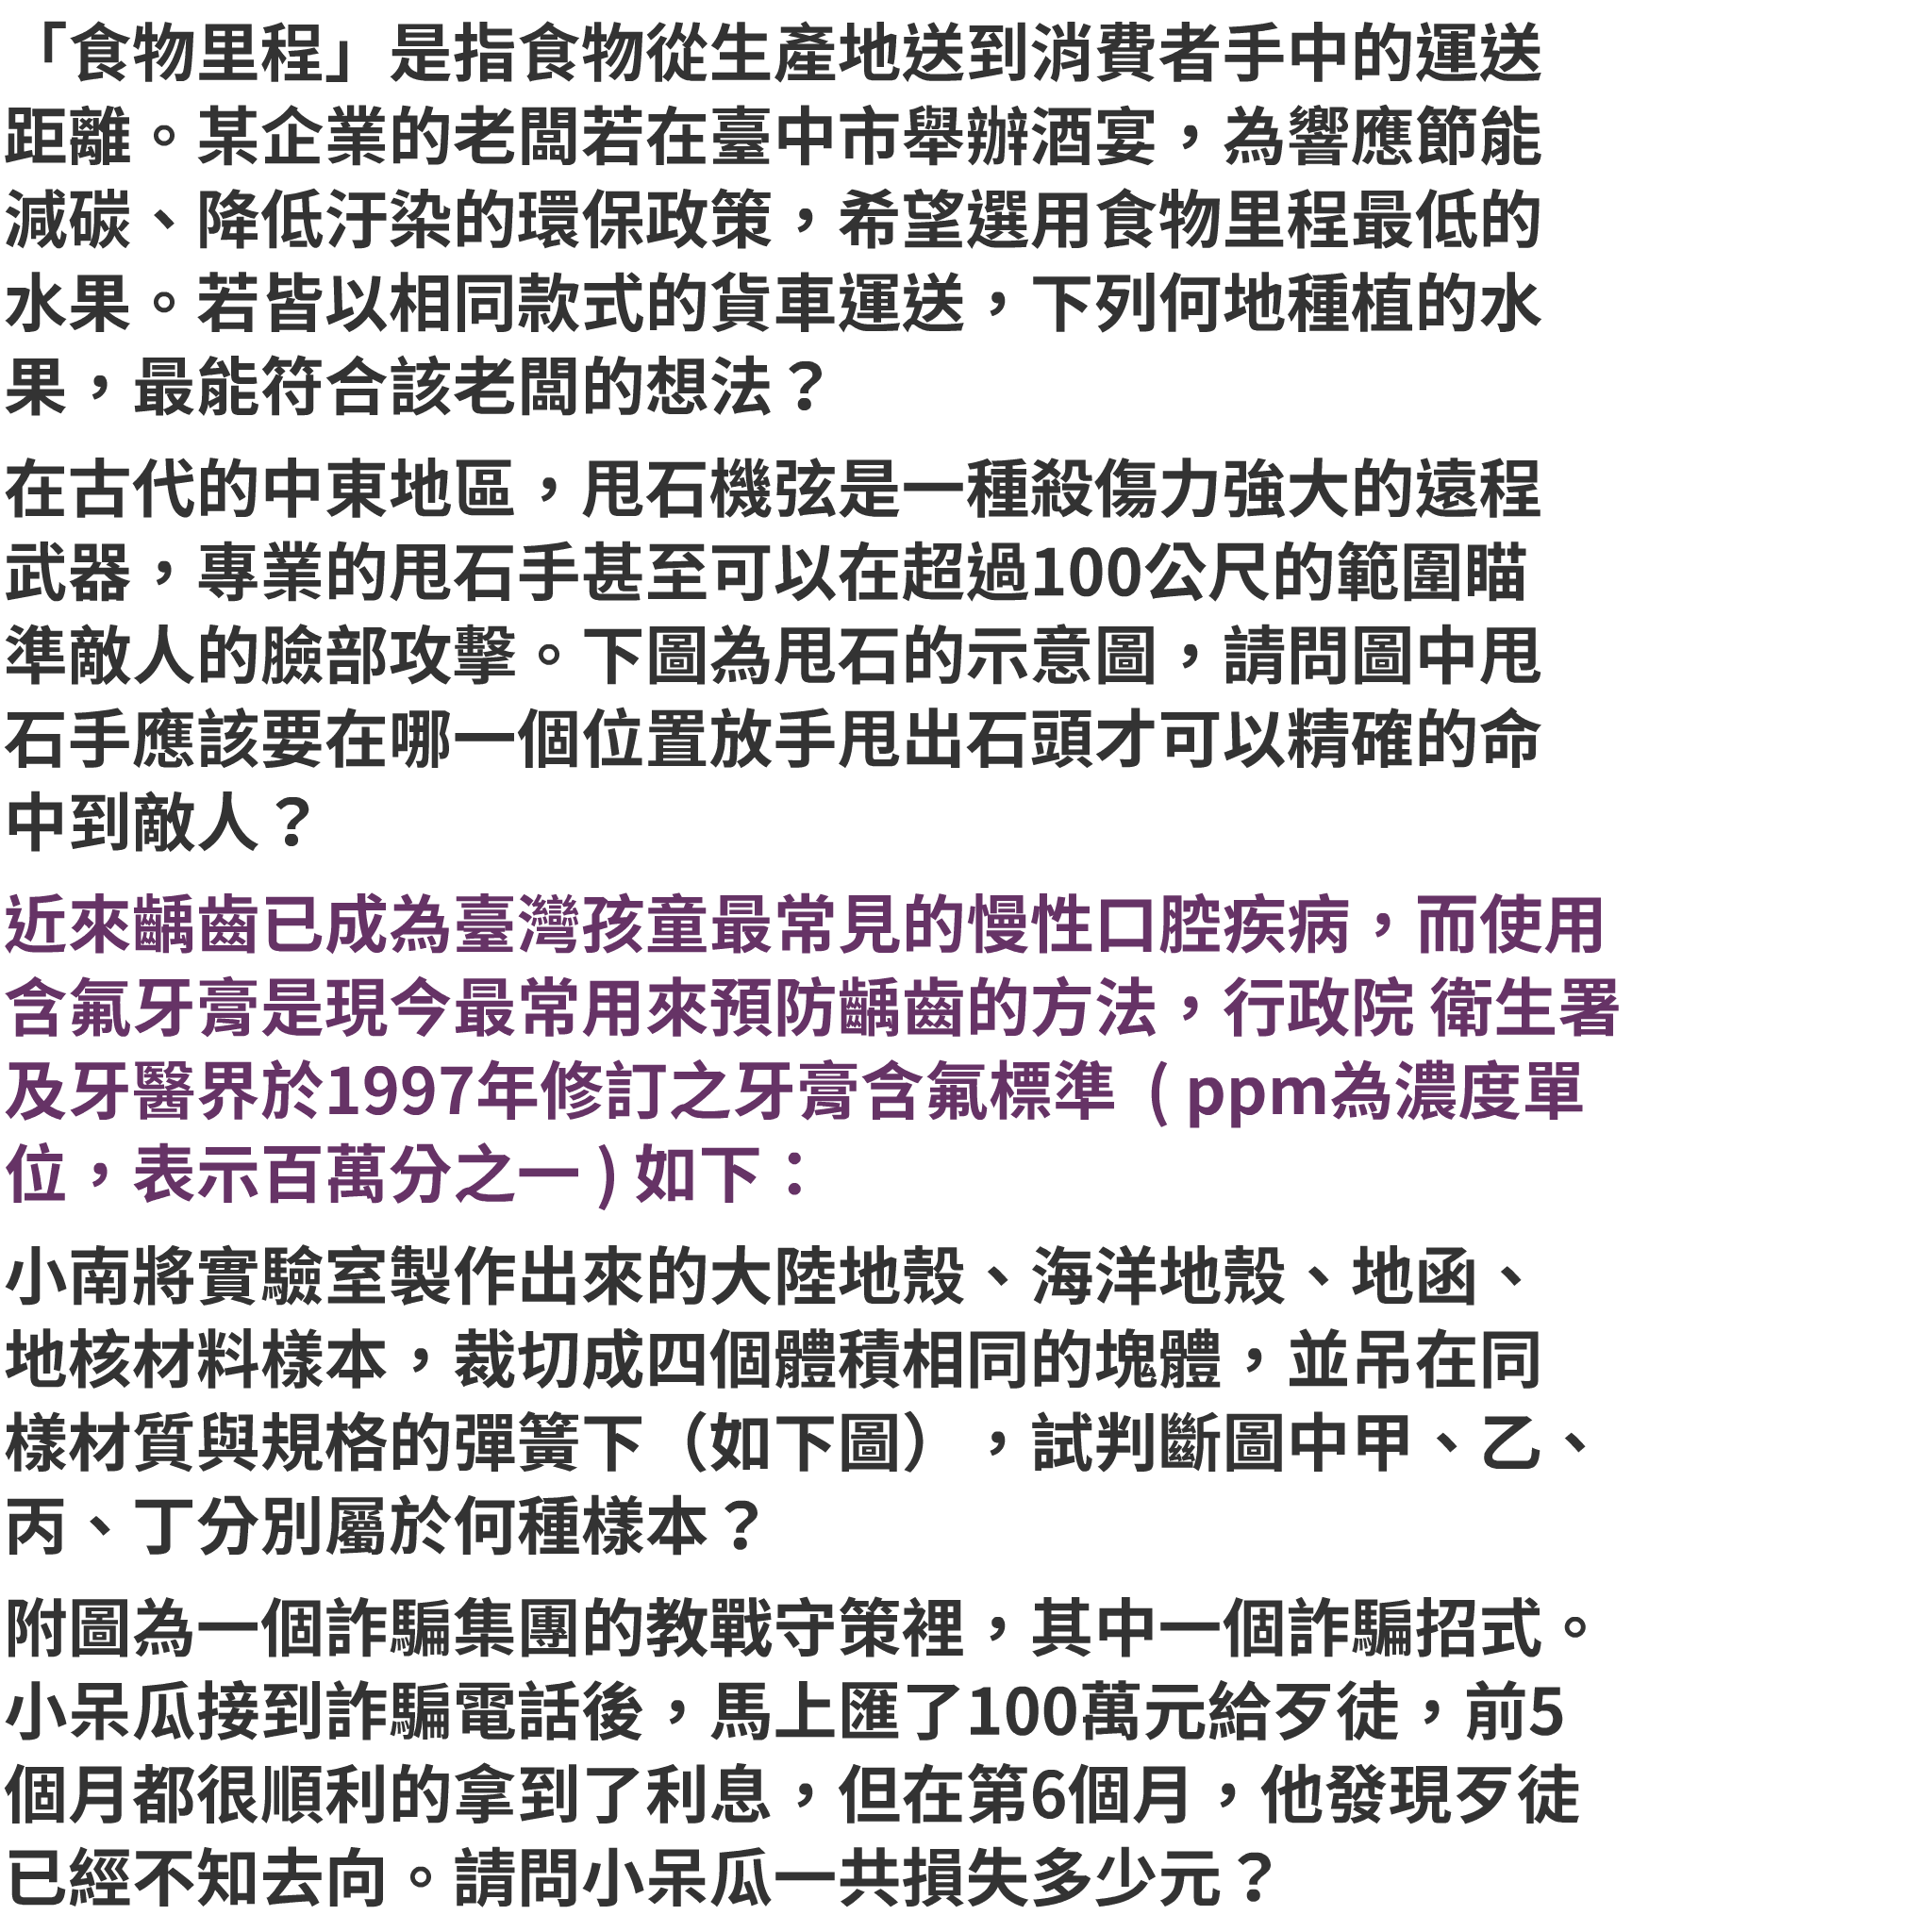 「食物里程」是指食物從生產地送到消費者手中的運送
距離。某企業的老闆若在臺中市舉辦酒宴，為響應節能
減碳、降低汙染的環保政策，希望選用食物里程最低的
水果。若皆以相同款式的貨車運送，下列何地種植的水
果，最能符合該老闆的想法？
在古代的中東地區，甩石機弦是一種殺傷力強大的遠程
武器，專業的甩石手甚至可以在超過100公尺的範圍瞄
準敵人的臉部攻擊。下圖為甩石的示意圖，請問圖中甩
石手應該要在哪一個位置放手甩出石頭才可以精確的命
中到敵人？
近來齲齒已成為臺灣孩童最常見的慢性口腔疾病，而使用
含氟牙膏是現今最常用來預防齲齒的方法，行政院 衛生署
及牙醫界於1997年修訂之牙膏含氟標準（ppm為濃度單
位，表示百萬分之一 ) 如下：
小南將實驗室製作出來的大陸地殼、海洋地殼、地函、
地核材料樣本，裁切成四個體積相同的塊體，並吊在同
樣材質與規格的彈簧下（如下圖），試判斷圖中甲、乙、
丙、丁分別屬於何種樣本？
附圖為一個詐騙集團的教戰守策裡，其中一個詐騙招式。
小呆瓜接到詐騙電話後，馬上匯了100萬元給歹徒，前5
個月都很順利的拿到了利息，但在第6個月，他發現歹徒
已經不知去向。請問小呆瓜一共損失多少元？